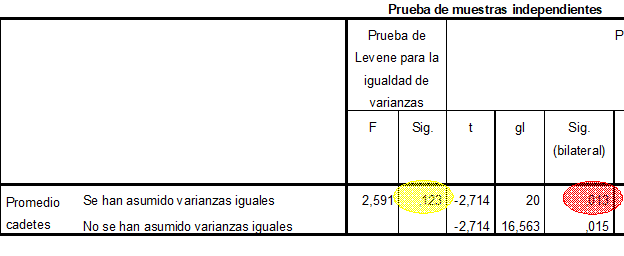 Prueba de muestras independientes
Prueba de
Levene para la
igualdad de
varianzas
P
F Sig. t gl Sig.
(bilateral)
Promedio
cadetes
Se han asumido varianzas iguales 2,591 ,123 -2,714 20 ,013
No se han asumido varianzas iguales -2,714 16,563 ,015